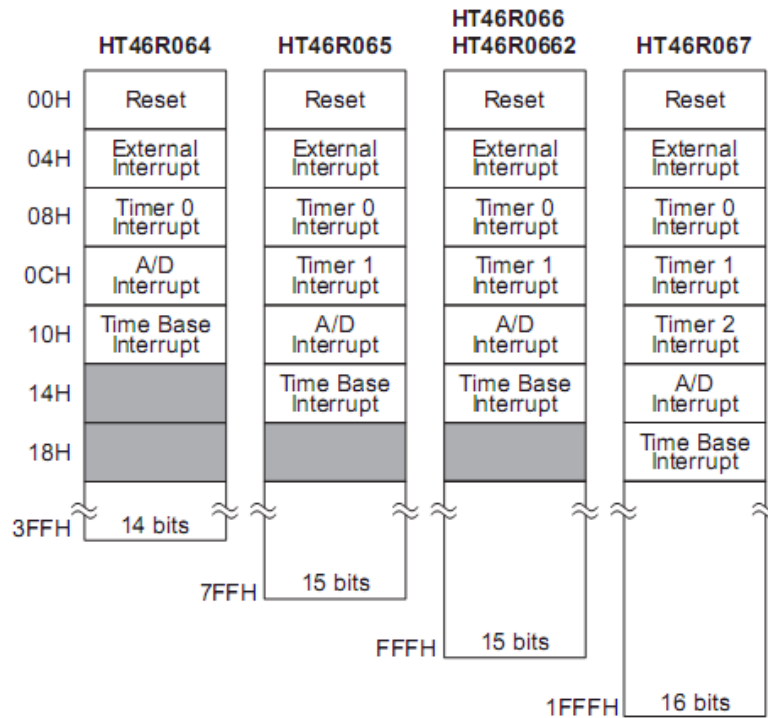 HT46R064
HT46R065
HT46R066
HT46R0662
HT46R067
00H
Reset
Reset
Reset
Reset
04H
External
Interrupt
External
Interrupt
External
Interrupt
External
Interrupt
08H
Timer 0
Interrupt
Timer 0
Interrupt
Timer 0
Interrupt
Timer 0
Interrupt
0CH
A/D
Interrupt
Timer 1
Interrupt
Timer 1
Interrupt
Timer 1
Interrupt
10H
Time Base
Interrupt
A/D
Interrupt
A/D
Interrupt
Timer 2
Interrupt
14H
Time Base
Interrupt
Time Base
Interrupt
A/D
Interrupt
18H
Time Base
Interrupt
3FFH
14 bits
7FFH
15 bits
FFFH
15 bits
1FFFH
16 bits